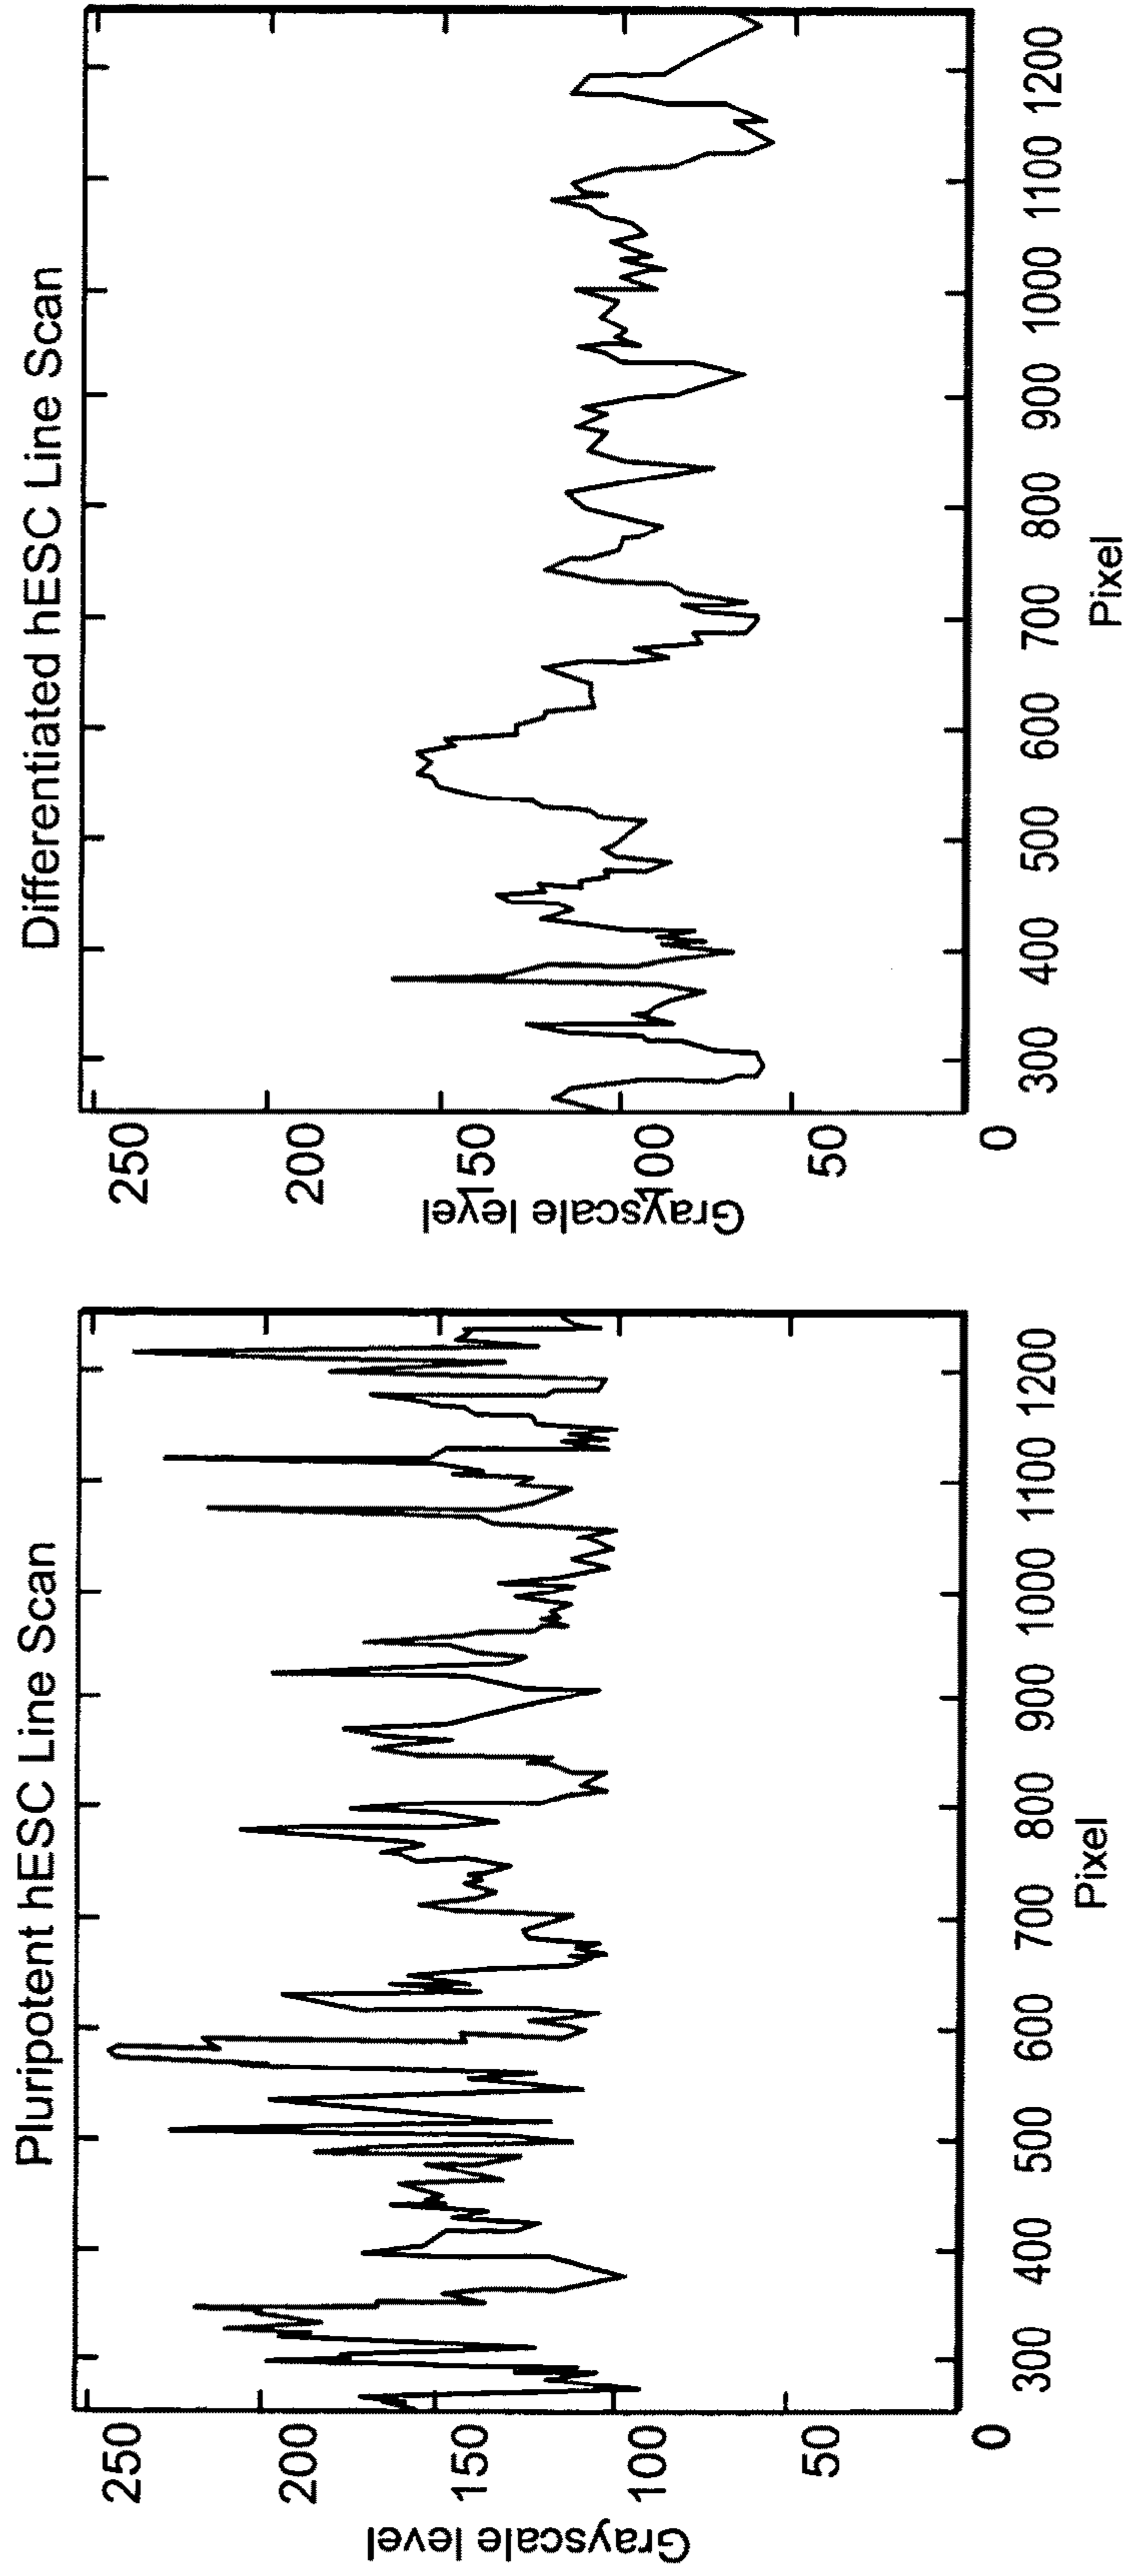 Pluripotent hESC Line Scan
Grayscale level
250
200
150
100
50
0
300 400 500 600 700 800 900 1000 1100 1200
Pixel
Differentiated hESC Line Scan
Grayscale level
250
200
150
100
50
0
300 400 500 600 700 800 900 1000 1100 1200
Pixel